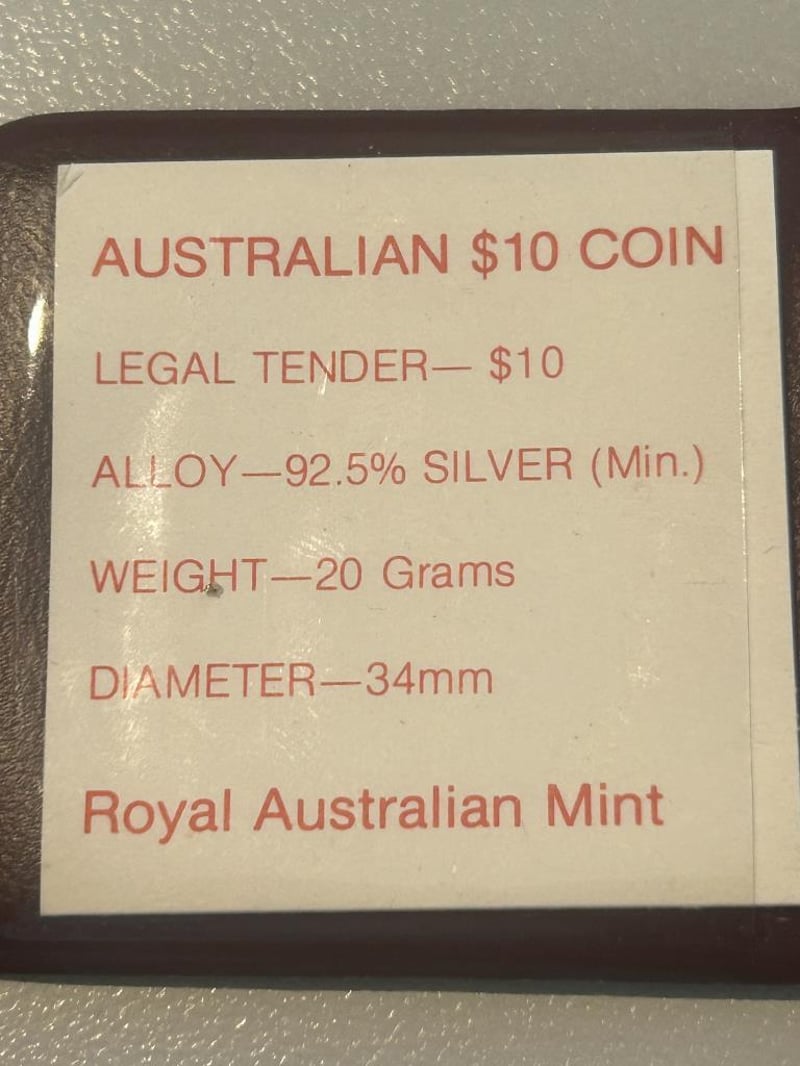 AUSTRALIAN $10 COIN
LEGAL TENDER— $10
ALLOY—92.5% SILVER (Min.)
WEIGHT—20 Grams
DIAMETER—34mm
Royal Australian Mint